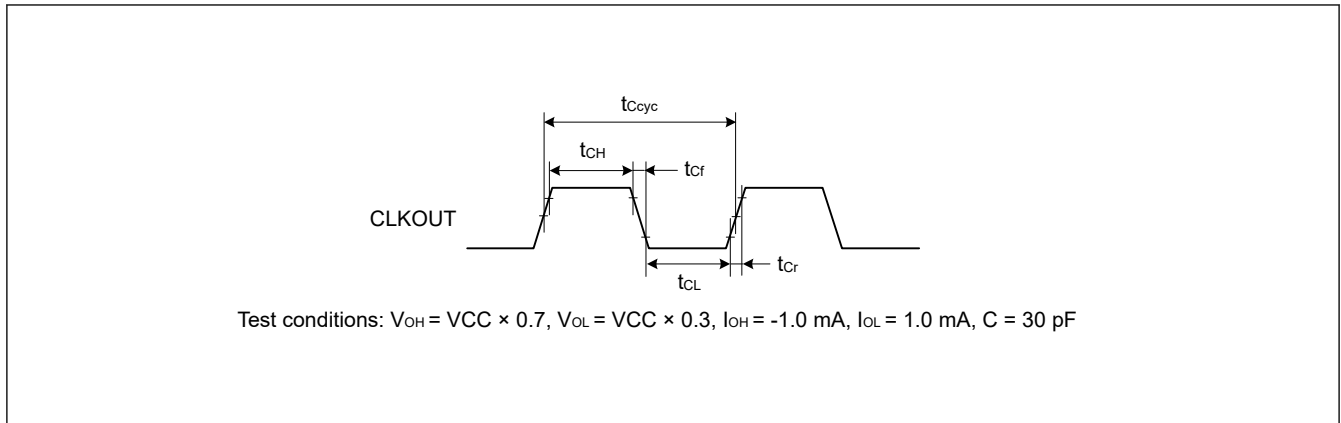 tCcyc
tCH
tCf
CLKOUT
tCr
tCL
Test conditions: VOH = VCC × 0.7, VOL = VCC × 0.3, IOH = -1.0 mA, IOL = 1.0 mA, C = 30 pF